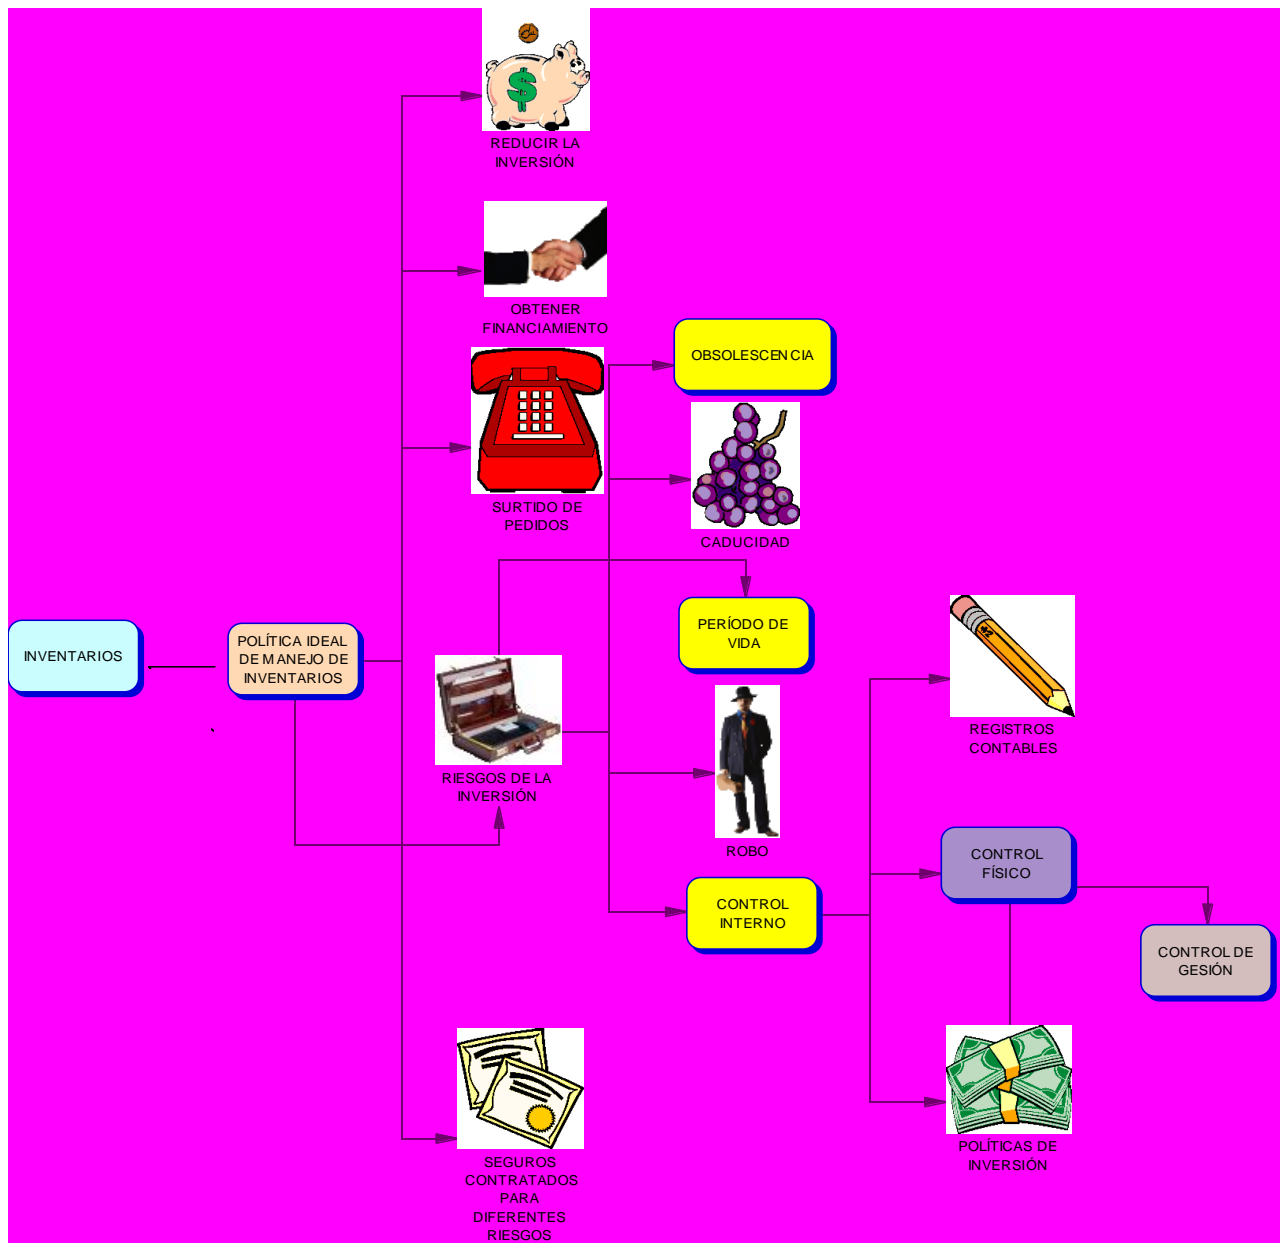 REDUCIR LA
INVERSIÓN
OBTENER
FINANCIAMIENTO
OBSOLESCENCIA
SURTIDO DE
PEDIDOS
CADUCIDAD
INVENTARIOS
POLÍTICA IDEAL
DE MANEJO DE
INVENTARIOS
PERÍODO DE
VIDA
RIESGOS DE LA
INVERSIÓN
REGISTROS
CONTABLES
ROBO
CONTROL
FÍSICO
CONTROL
INTERNO
CONTROL DE
GESIÓN
POLÍTICAS DE
INVERSIÓN
SEGUROS
CONTRATADOS
PARA
DIFERENTES
RIESGOS